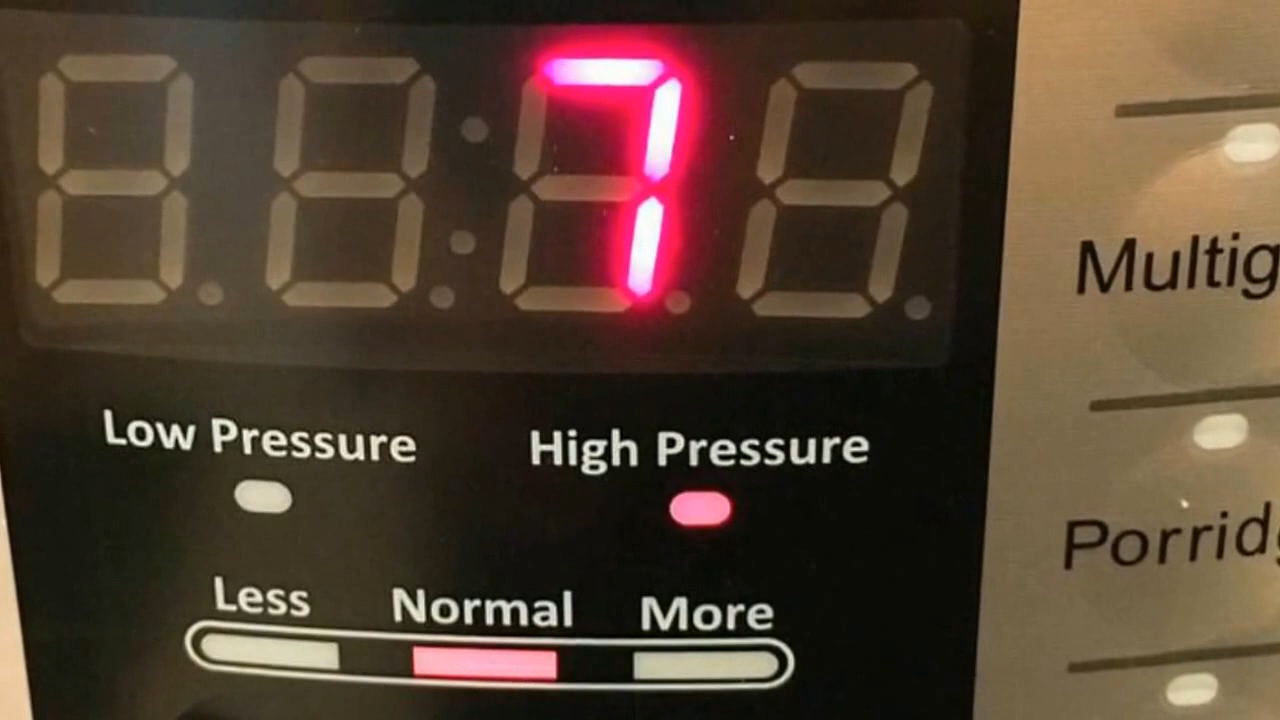 7
Low Pressure High Pressure
Less Normal More
Multig
Porrid